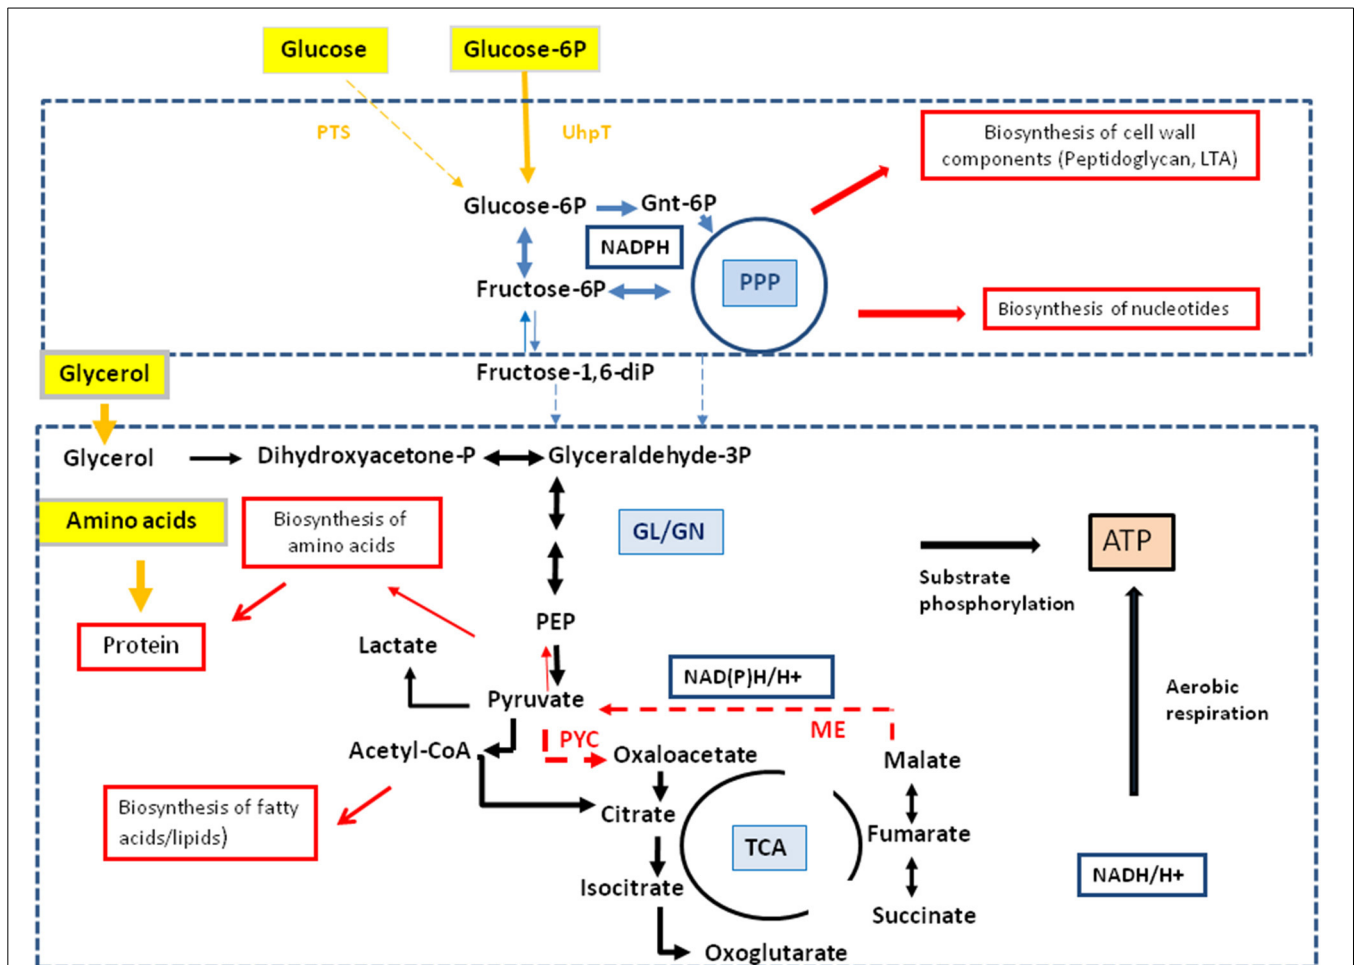 Glucose
Glucose-6P
PTS
UhpT
Biosynthesis of cell wall
components (Peptidoglycan, LTA)
Glucose-6P
Gnt-6P
NADPH
PPP
Fructose-6P
Biosynthesis of nucleotides
Glycerol
Fructose-1,6-diP
Glycerol
Dihydroxyacetone-P
Glyceraldehyde-3P
Amino acids
Biosynthesis of
amino acids
GL/GN
ATP
Substrate
phosphorylation
PEP
Protein
Lactate
NAD(P)H/H+
Pyruvate
Aerobic
respiration
PYC
ME
Acetyl-CoA
Oxaloacetate
Malate
Biosynthesis of fatty
acids/lipids)
Citrate
TCA
Fumarate
Isocitrate
NADH/H+
Succinate
Oxoglutarate